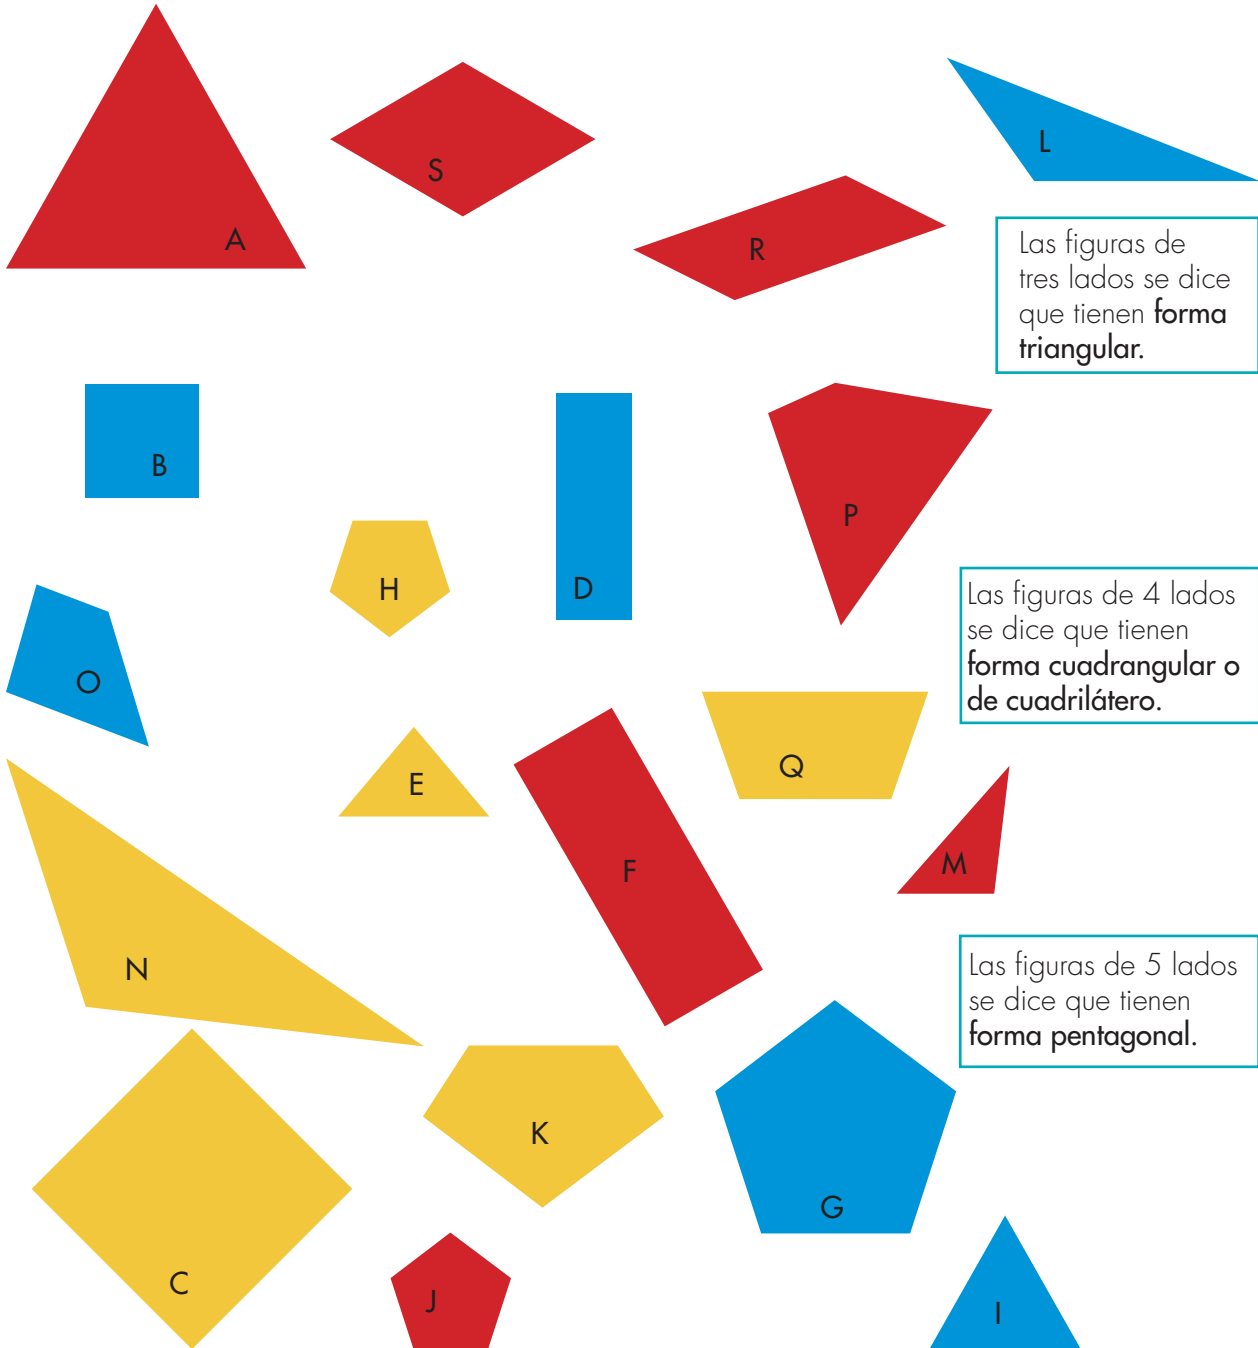 A
S
L
R
Las figuras de
tres lados se dice
que tienen forma
triangular.
B
D
P
H
O
Las figuras de 4 lados
se dice que tienen
forma cuadrangular o
de cuadrilátero.
E
Q
F
M
N
Las figuras de 5 lados
se dice que tienen
forma pentagonal.
K
G
C
J
I